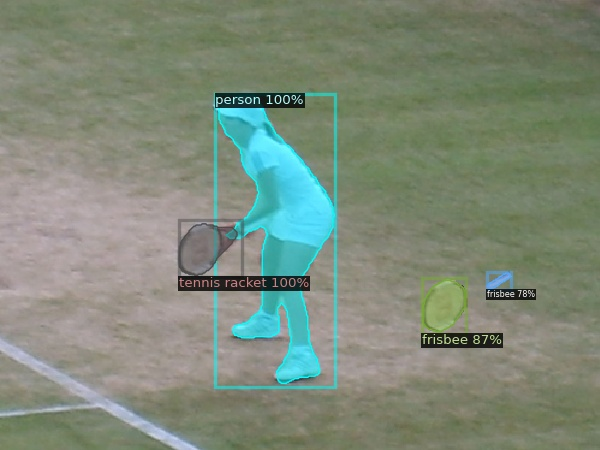 person 100%
tennis racket 100%
frisbee 78%
frisbee 87%